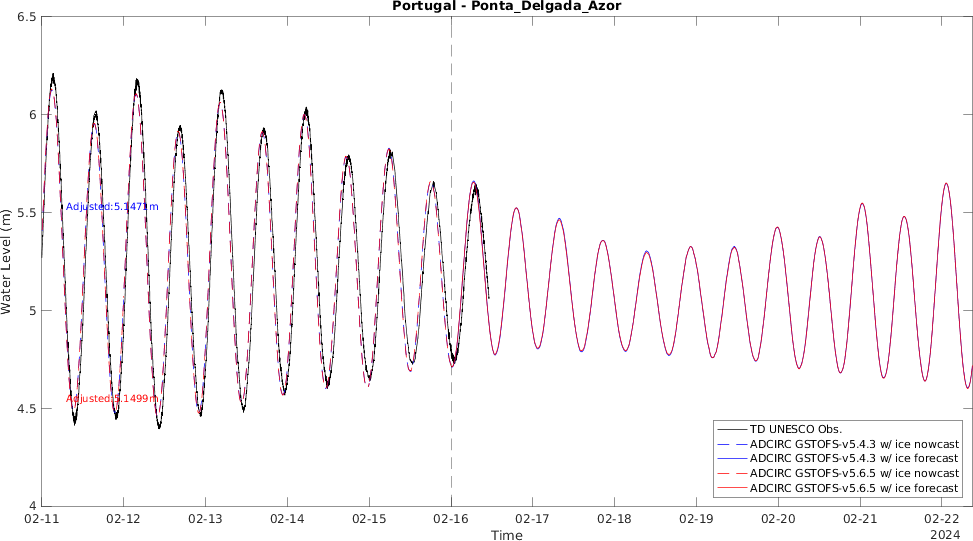 Portugal - Ponta_Delgada_Azor
6.5
6
5.5
5
4.5
4
Water Level (m)
Adjusted:5.1471m
Adjusted:5.1499m
TD UNESCO Obs.
ADCIRC GSTOFS-v5.4.3 w/ ice nowcast
ADCIRC GSTOFS-v5.4.3 w/ ice forecast
ADCIRC GSTOFS-v5.6.5 w/ ice nowcast
ADCIRC GSTOFS-v5.6.5 w/ ice forecast
02-11 02-12 02-13 02-14 02-15 02-16 02-17 02-18 02-19 02-20 02-21 02-22
Time
2024